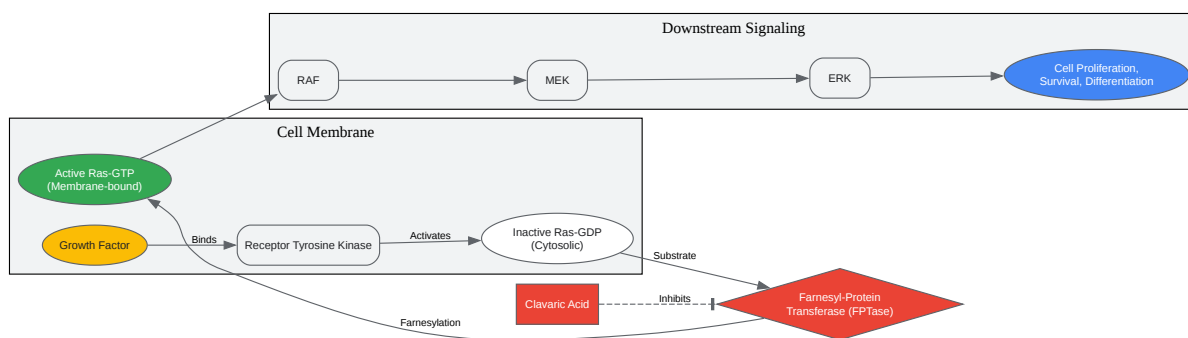 Downstream Signaling
RAF
MEK
ERK
Cell Proliferation,
Survival, Differentiation
Cell Membrane
Active Ras-GTP
(Membrane-bound)
Growth Factor
Binds
Receptor Tyrosine Kinase
Activates
Inactive Ras-GDP
(Cytosolic)
Substrate
Clavaric Acid
Inhibits
Farnesyl-Protein
Transferase (FPTase)
Farnesylation